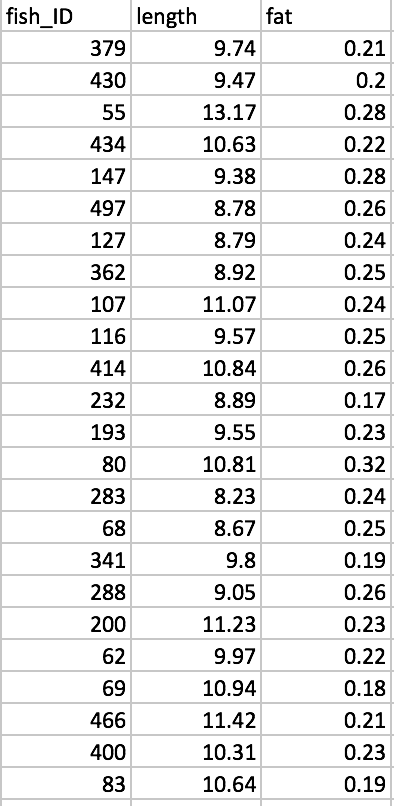 fish_ID length fat
379 9.74 0.21
430 9.47 0.2
55 13.17 0.28
434 10.63 0.22
147 9.38 0.28
497 8.78 0.26
127 8.79 0.24
362 8.92 0.25
107 11.07 0.24
116 9.57 0.25
414 10.84 0.26
232 8.89 0.17
193 9.55 0.23
80 10.81 0.32
283 8.23 0.24
68 8.67 0.25
341 9.8 0.19
288 9.05 0.26
200 11.23 0.23
62 9.97 0.22
69 10.94 0.18
466 11.42 0.21
400 10.31 0.23
83 10.64 0.19